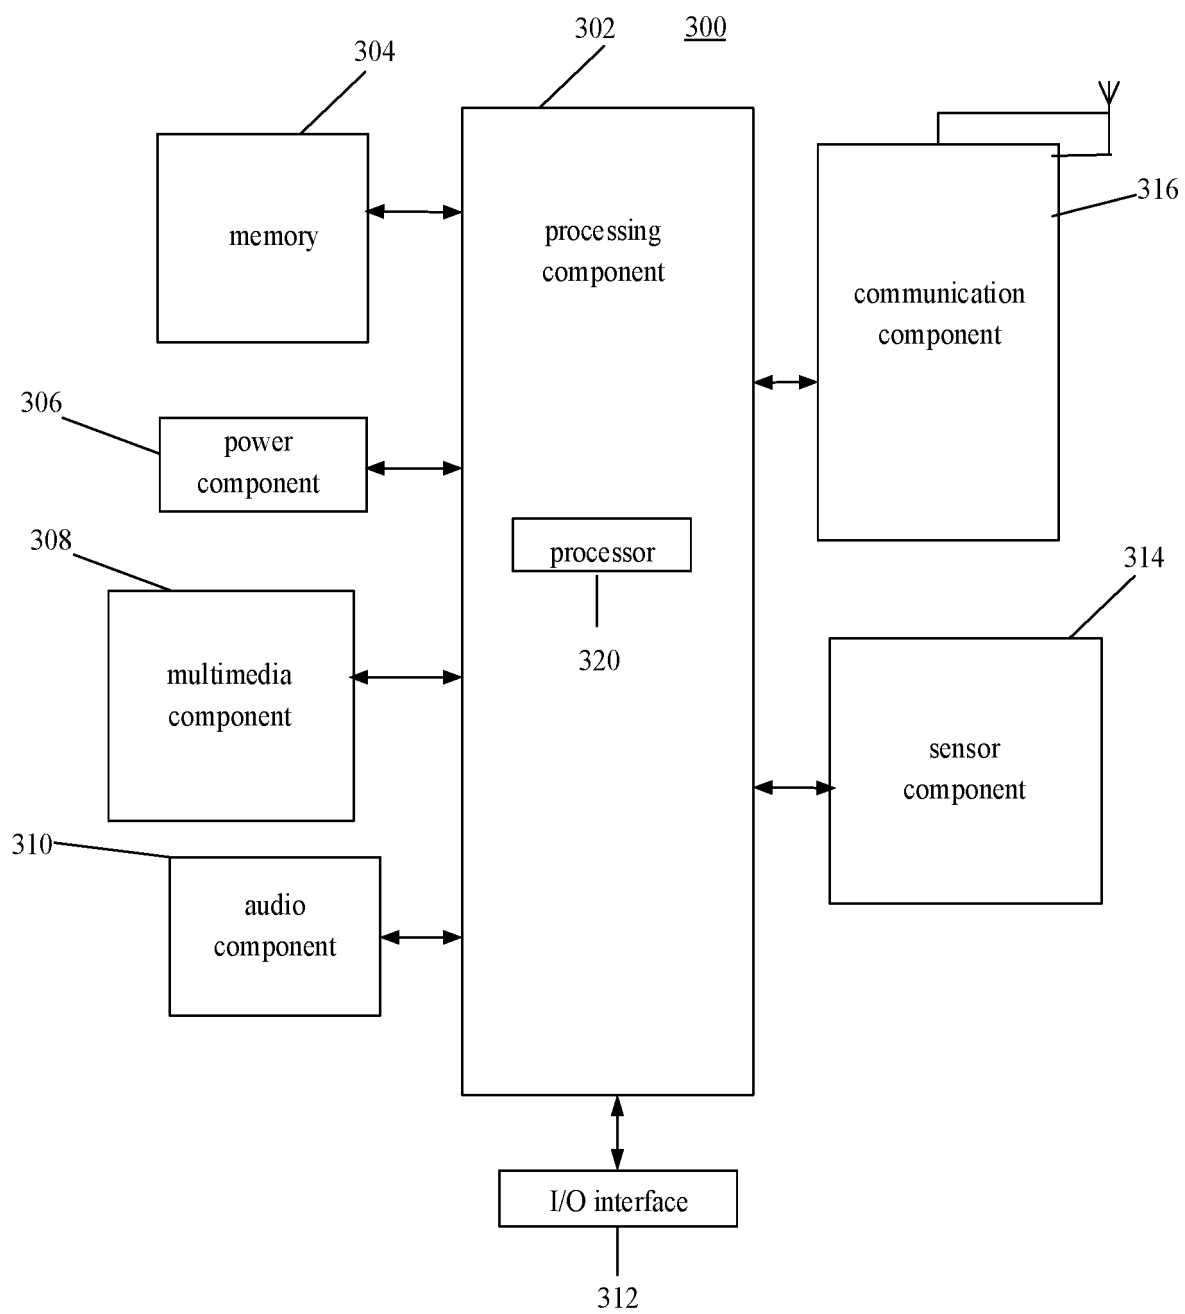 302
300
304
316
memory
processing
component
communication
component
306
power
component
308
processor
314
320
multimedia
component
sensor
component
310
audio
component
I/O interface
312